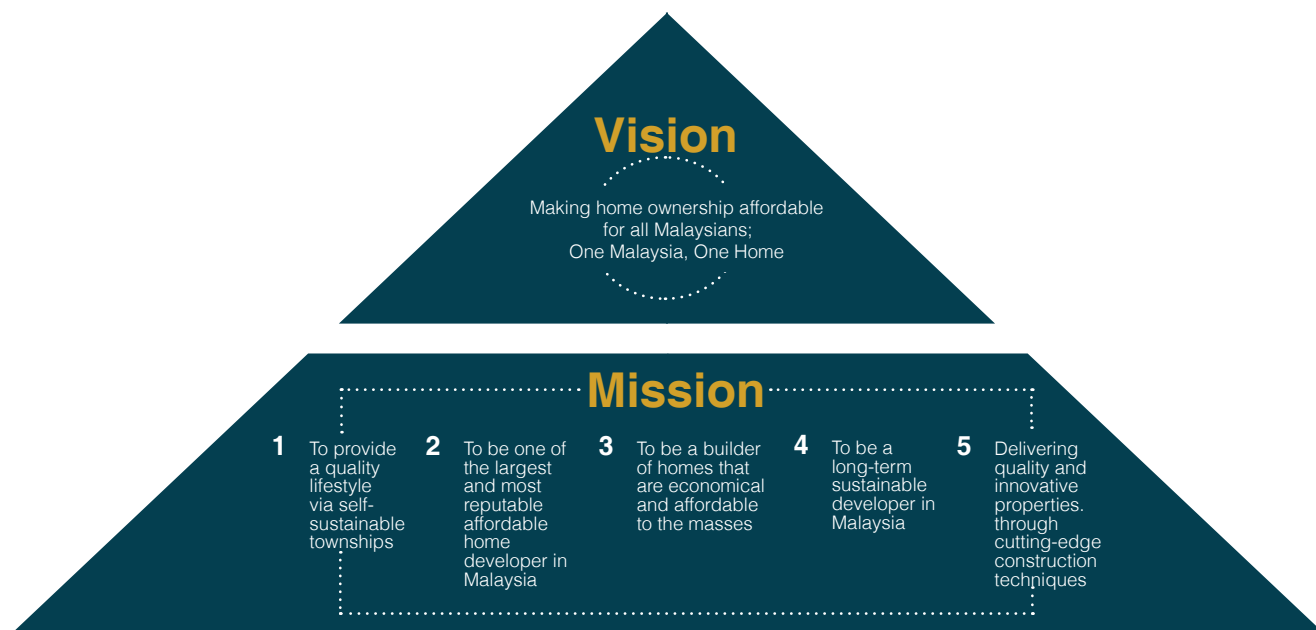 Vision
Making home ownership affordable
for all Malaysians;
One Malaysia, One Home
Mission
1
To provide
a quality
lifestyle
via self-
sustainable
townships
2
To be one of
the largest
and most
reputable
affordable
home
developer in
Malaysia
3
To be a builder
of homes that
are economical
and affordable
to the masses
4
To be a
long-term
sustainable
developer in
Malaysia
5
Delivering
quality and
innovative
properties.
through
cutting-edge
construction
techniques